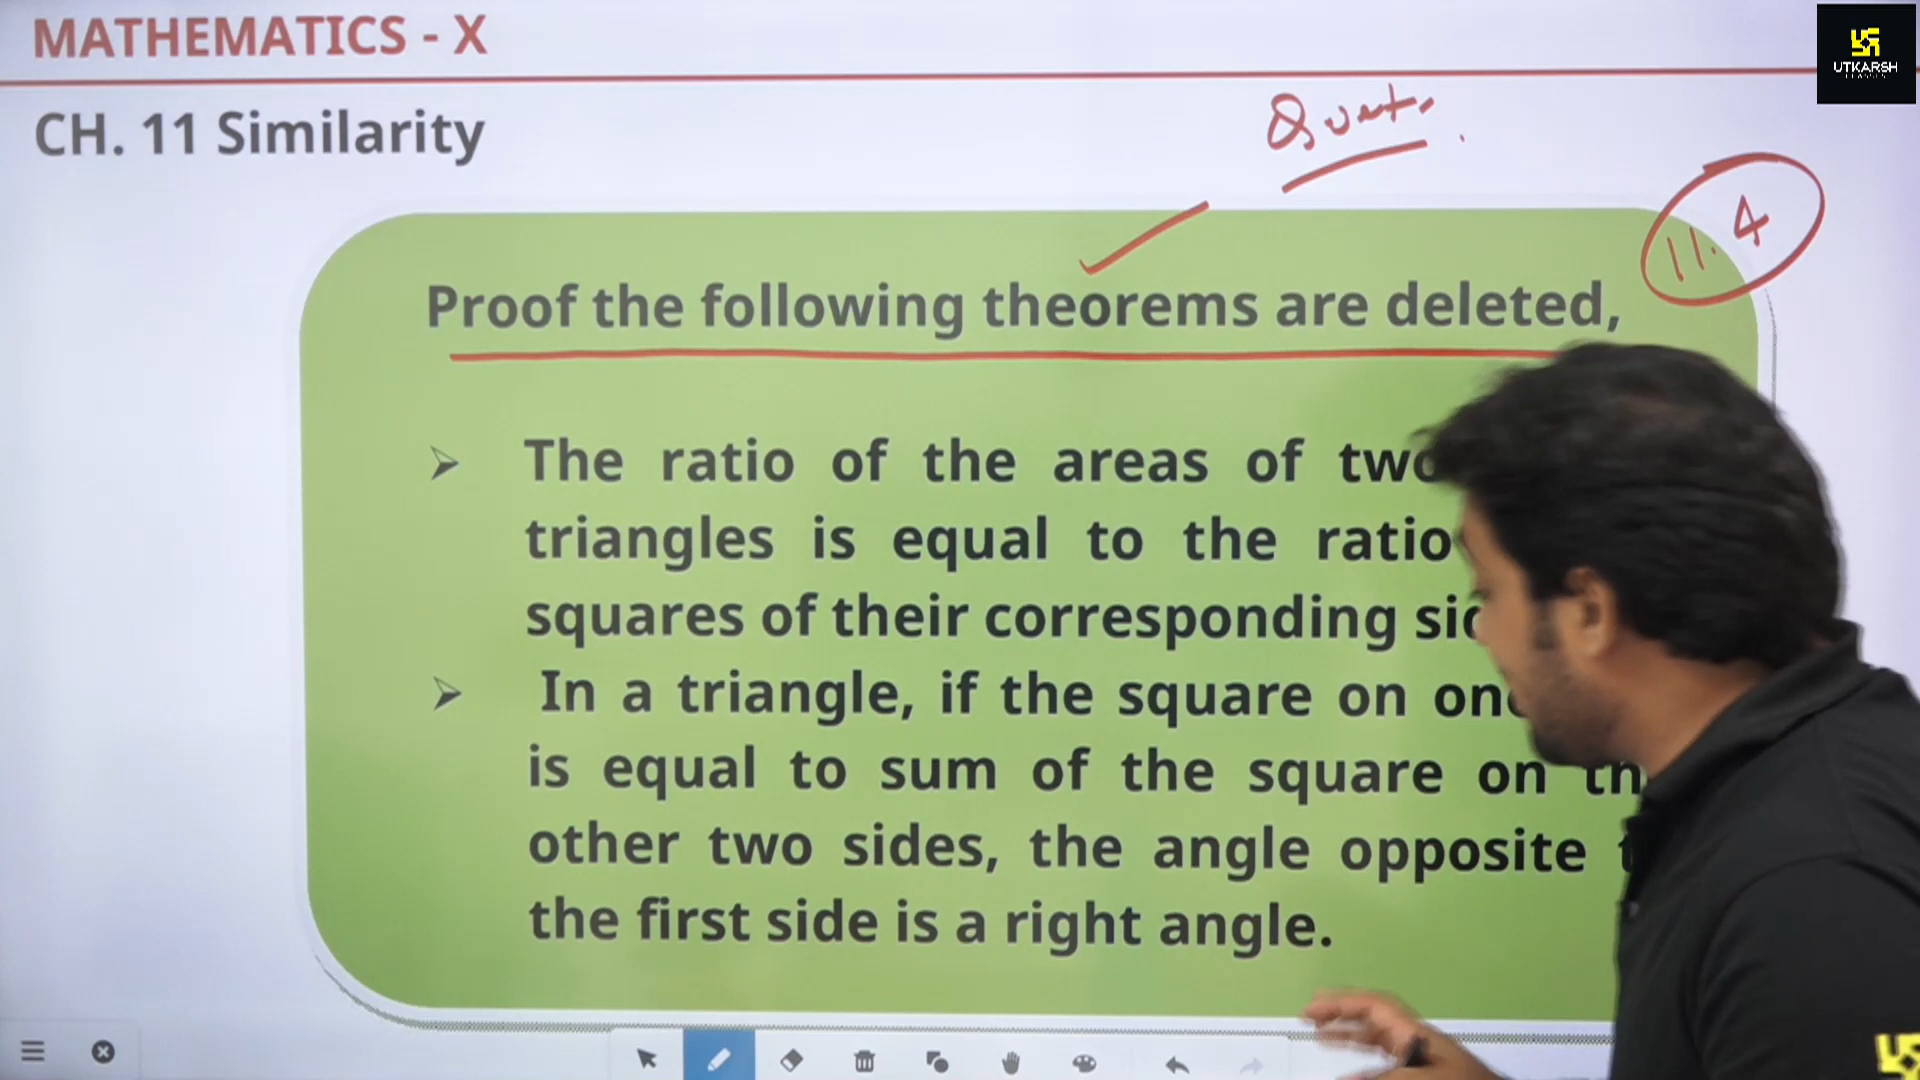 MATHEMATICS - X
UTKARSH
CLASSES
CH. 11 Similarity
Quest.
11.4
Proof the following theorems are deleted,
➢ The ratio of the areas of two
triangles is equal to the ratio
squares of their corresponding
➢ In a triangle, if the square on
is equal to sum of the square on
other two sides, the angle opposite
the first side is a right angle.